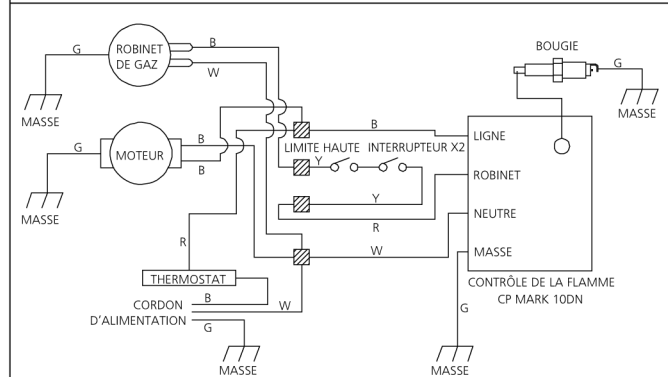 ROBINET
DE GAZ
B
W
G
MASSE
BOUGIE
G
MASSE
MOTEUR
B
B
G
MASSE
B
LIGNE
LIMITE HAUTE
INTERRUPTEUR X2
Y
ROBINET
Y
R
NEUTRE
W
MASSE
R
THERMOSTAT
CORDON
D'ALIMENTATION
B
W
G
MASSE
G
MASSE
CONTRÔLE DE LA FLAMME
CP MARK 10DN